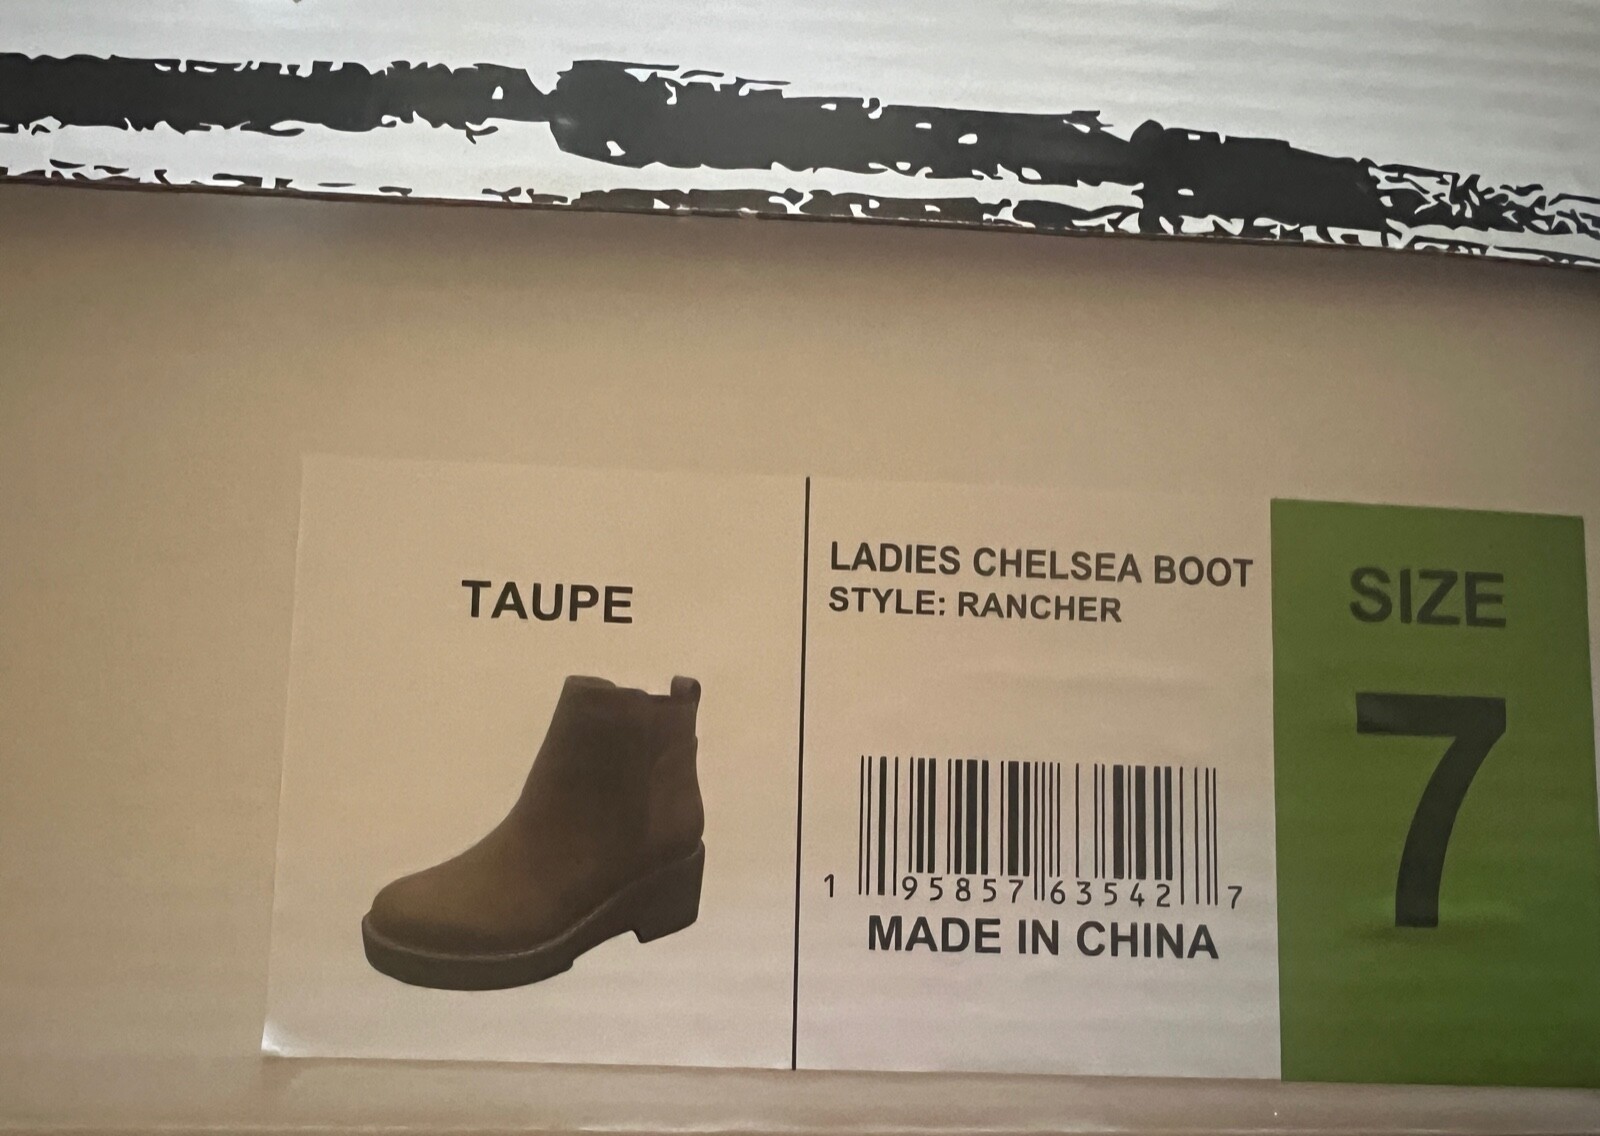 TAUPE
LADIES CHELSEA BOOT
STYLE: RANCHER
1 95857 63542 7
MADE IN CHINA
SIZE
7